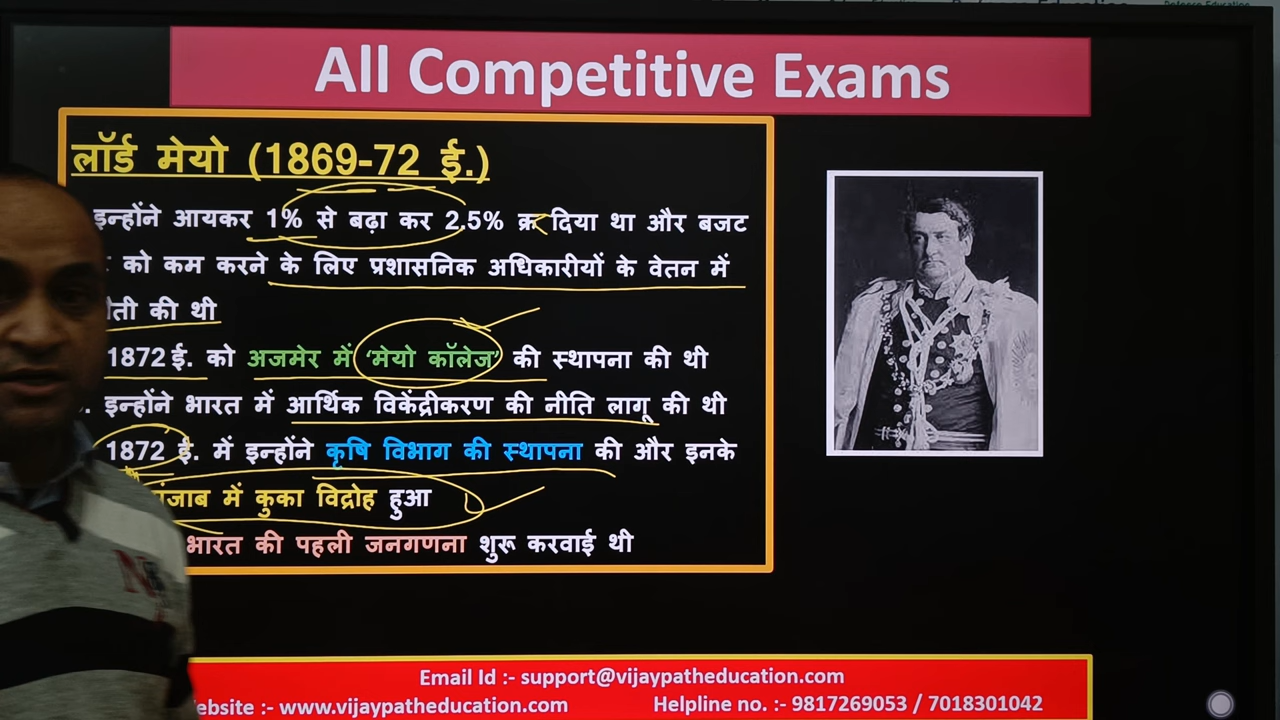 Defence Education
All Competitive Exams
लॉर्ड मेयो (1869-72 ई.)
इन्होंने आयकर 1% से बढ़ा कर 2.5% क्र दिया था और बजट
को कम करने के लिए प्रशासनिक अधिकारीयों के वेतन में
की थी
1872 ई. को अजमेर में ‘मेयो कॉलेज’ की स्थापना की थी
इन्होंने भारत में आर्थिक विकेंद्रीकरण की नीति लागू की थी
1872 ई. में इन्होंने कृषि विभाग की स्थापना की और इनके
में कुका विद्रोह हुआ
भारत की पहली जनगणना शुरू करवाई थी
Email Id :- support@vijaypatheducation.com
:- www.vijaypatheducation.com Helpline no. :- 9817269053 / 7018301042